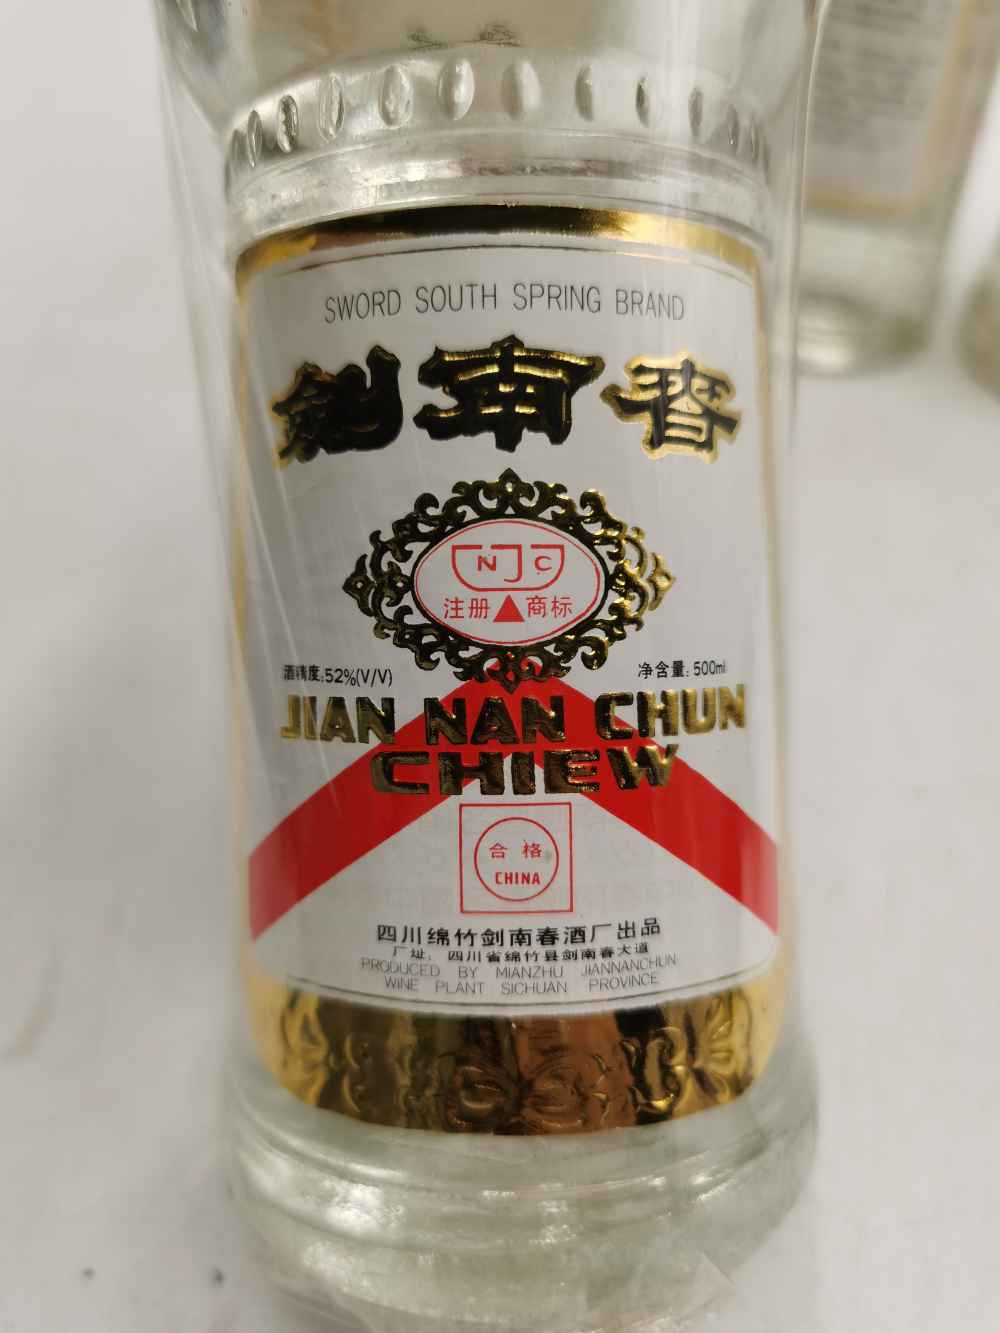 SWORD SOUTH SPRING BRAND
劍南春
NJC
注册 商标
酒精度:52%(V/V)
净含量: 500ml
JIAN NAN CHUN
CHIEW
合格
CHINA
四川绵竹剑南春酒厂出品
厂址: 四川省绵竹县剑南春大道
PRODUCED BY MIANZHU JIANNANCHUN
WINE PLANT SICHUAN PROVINCE